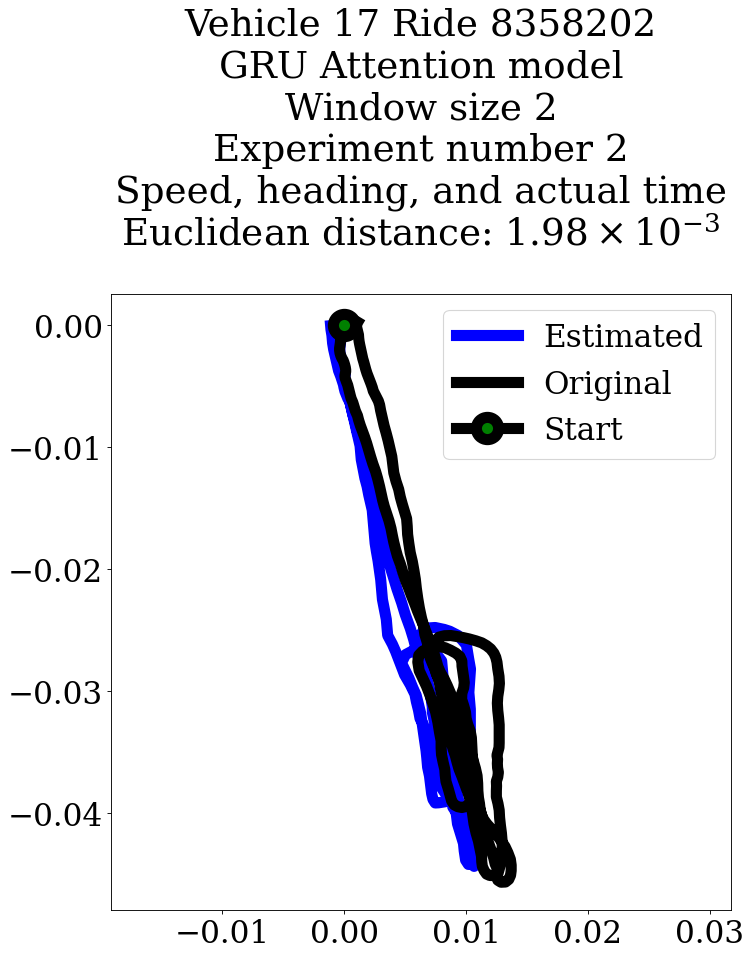 Vehicle 17 Ride 8358202
GRU Attention model
Window size 2
Experiment number 2
Speed, heading, and actual time
Euclidean distance: 1.98 × 10⁻³
Estimated
Original
Start
0.00
−0.01
−0.02
−0.03
−0.04
−0.01 0.00 0.01 0.02 0.03